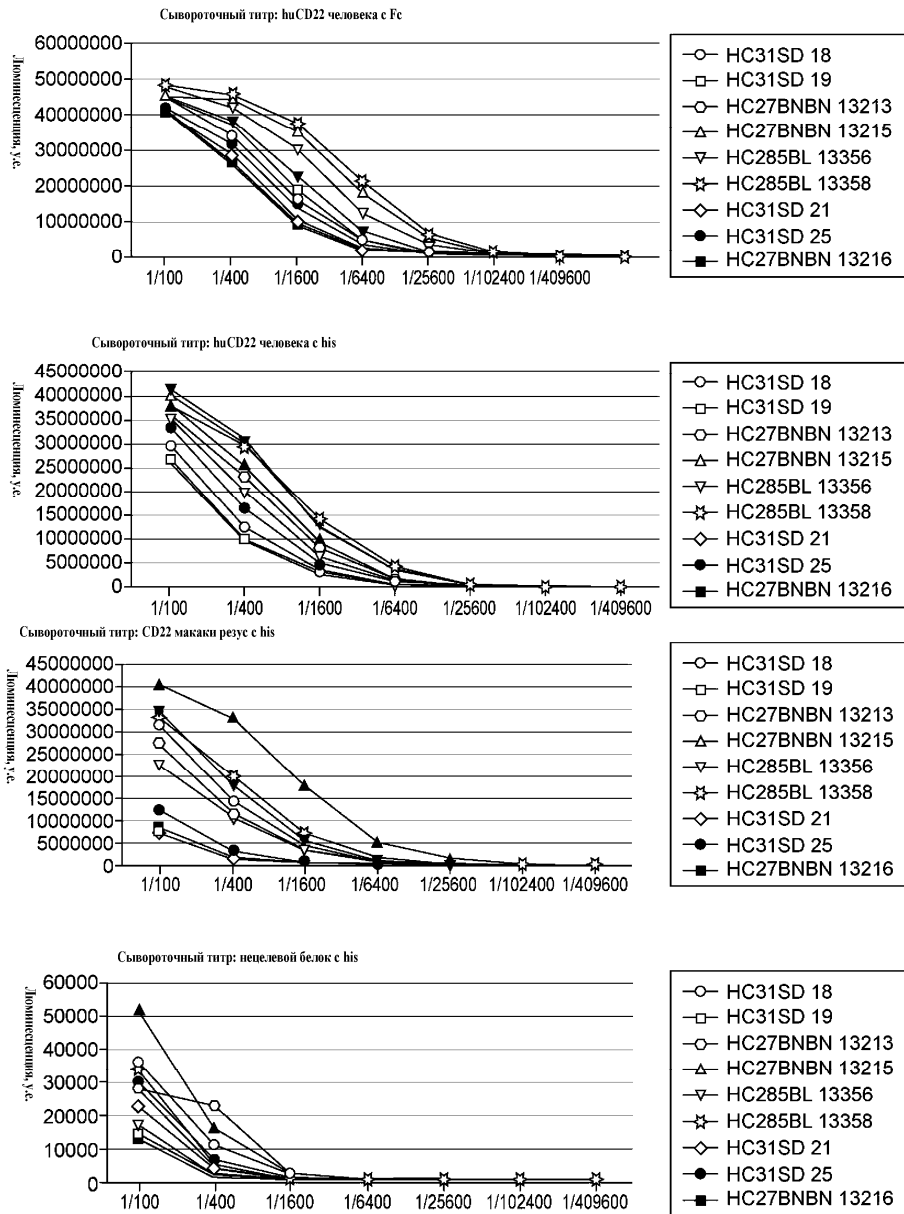 Сывороточный титр: huCD22 человека с Fc
Люминесценция, у.е.
60000000
50000000
40000000
30000000
20000000
10000000
0
1/100 1/400 1/1600 1/6400 1/25600 1/102400 1/409600
HC31SD 18
HC31SD 19
HC27BNBN 13213
HC27BNBN 13215
HC285BL 13356
HC285BL 13358
HC31SD 21
HC31SD 25
HC27BNBN 13216
Сывороточный титр: huCD22 человека с his
Люминесценция, у.е.
45000000
40000000
35000000
30000000
25000000
20000000
15000000
10000000
5000000
0
1/100 1/400 1/1600 1/6400 1/25600 1/102400 1/409600
HC31SD 18
HC31SD 19
HC27BNBN 13213
HC27BNBN 13215
HC285BL 13356
HC285BL 13358
HC31SD 21
HC31SD 25
HC27BNBN 13216
Сывороточный титр: CD22 макаки резус с his
Люминесценция, у.е.
45000000
40000000
35000000
30000000
25000000
20000000
15000000
10000000
5000000
0
1/100 1/400 1/1600 1/6400 1/25600 1/102400 1/409600
HC31SD 18
HC31SD 19
HC27BNBN 13213
HC27BNBN 13215
HC285BL 13356
HC285BL 13358
HC31SD 21
HC31SD 25
HC27BNBN 13216
Сывороточный титр: нецелевой белок с his
Люминесценция, у.е.
60000
50000
40000
30000
20000
10000
0
1/100 1/400 1/1600 1/6400 1/25600 1/102400 1/409600
HC31SD 18
HC31SD 19
HC27BNBN 13213
HC27BNBN 13215
HC285BL 13356
HC285BL 13358
HC31SD 21
HC31SD 25
HC27BNBN 13216